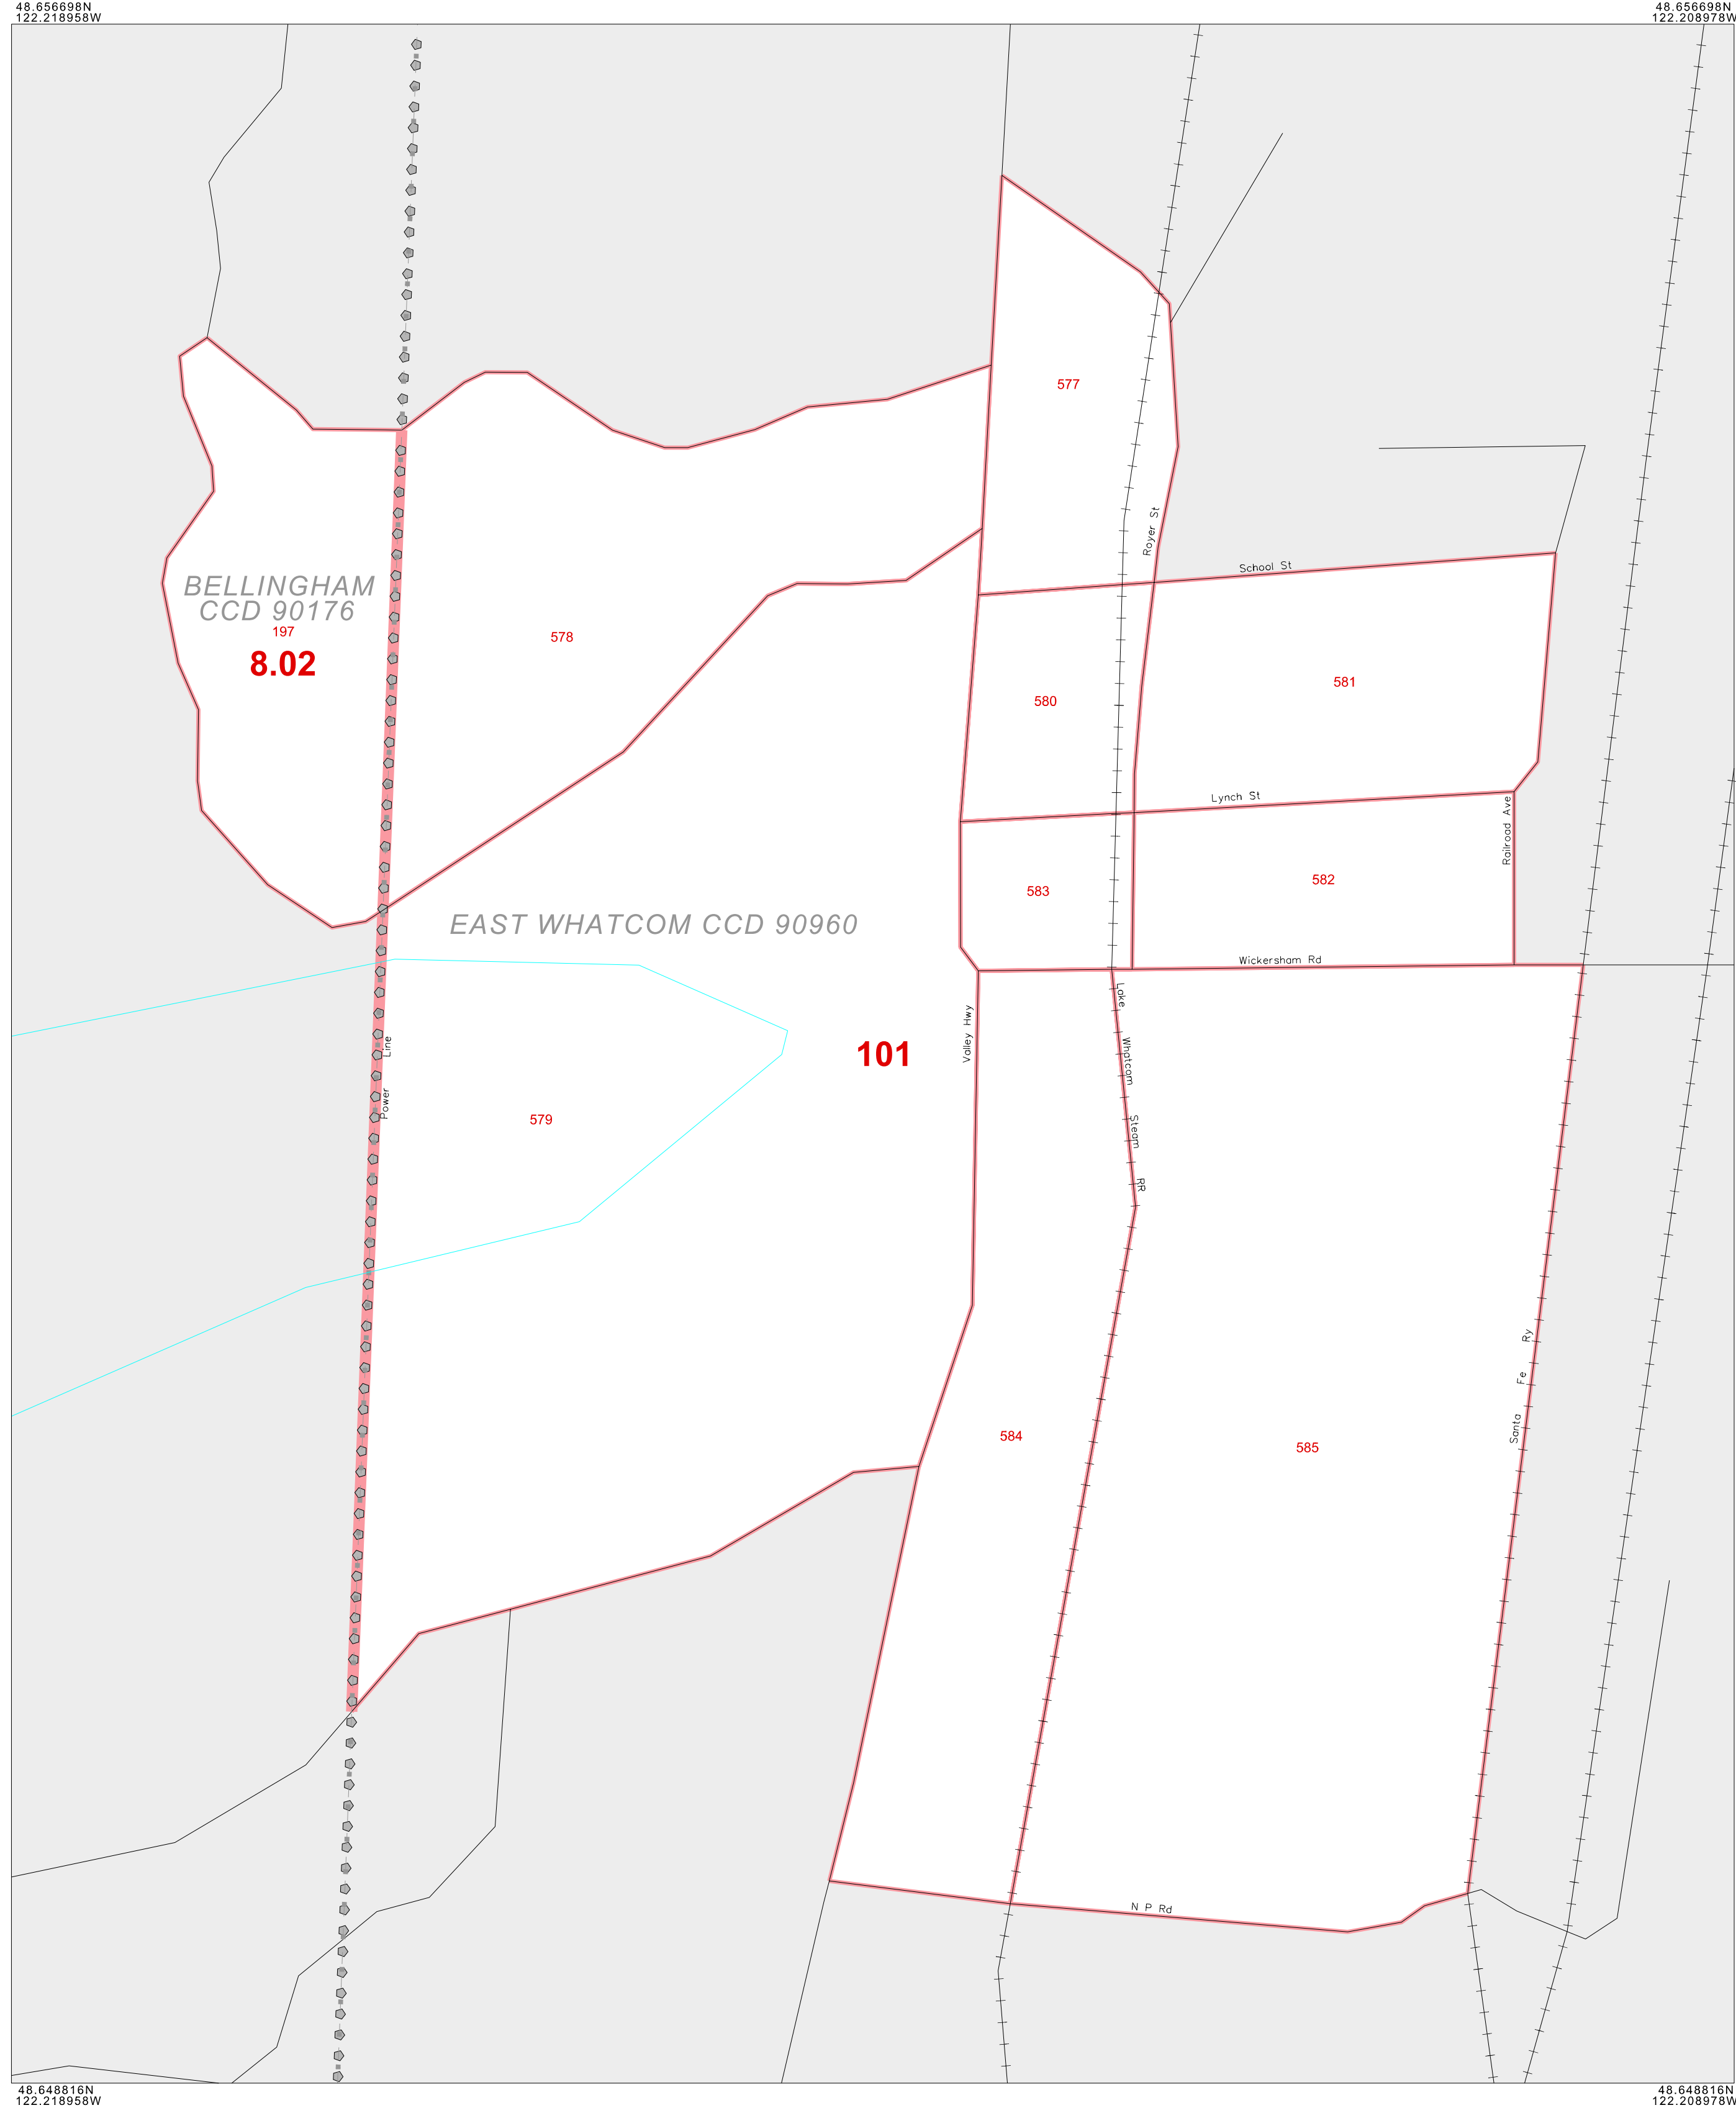 48.656698N
122.218958W
48.656698N
122.208978W
577
Royer St
School St
BELLINGHAM
CCD 90176
197
8.02
578
580
581
Lynch St
Railroad Ave
583
582
EAST WHATCOM CCD 90960
Wickersham Rd
Valley Hwy
Lake Whatcom Steam RR
Power Line
101
579
Santa Fe Ry
584
585
N P Rd
48.648816N
122.218958W
48.648816N
122.208978W